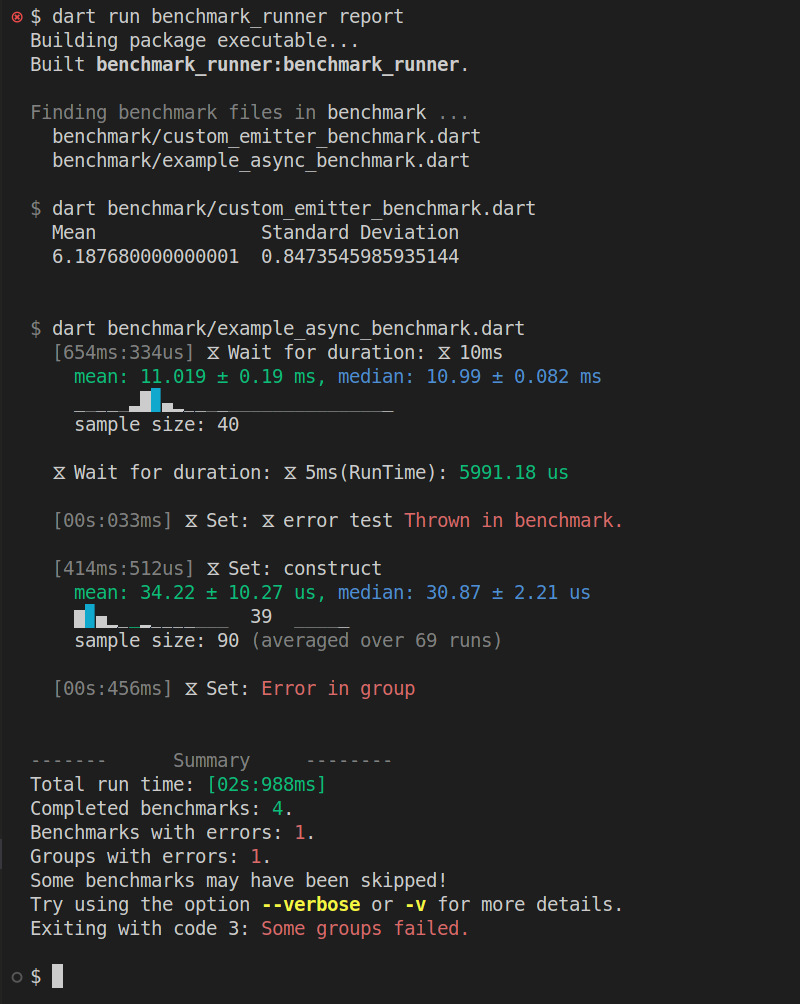 $ dart run benchmark_runner report
Building package executable...
Built benchmark_runner:benchmark_runner.
Finding benchmark files in benchmark ...
benchmark/custom_emitter_benchmark.dart
benchmark/example_async_benchmark.dart
$ dart benchmark/custom_emitter_benchmark.dart
Mean Standard Deviation
6.187680000000001 0.8473545985935144
$ dart benchmark/example_async_benchmark.dart
[654ms:334us] ⧖ Wait for duration: ⧖ 10ms
mean: 11.019 ± 0.19 ms, median: 10.99 ± 0.082 ms
sample size: 40
⧖ Wait for duration: ⧖ 5ms(RunTime): 5991.18 us
[00s:033ms] ⧖ Set: ⧖ error test Thrown in benchmark.
[414ms:512us] ⧖ Set: construct
mean: 34.22 ± 10.27 us, median: 30.87 ± 2.21 us
39
sample size: 90 (averaged over 69 runs)
[00s:456ms] ⧖ Set: Error in group
------- Summary --------
Total run time: [02s:988ms]
Completed benchmarks: 4.
Benchmarks with errors: 1.
Groups with errors: 1.
Some benchmarks may have been skipped!
Try using the option --verbose or -v for more details.
Exiting with code 3: Some groups failed.
$